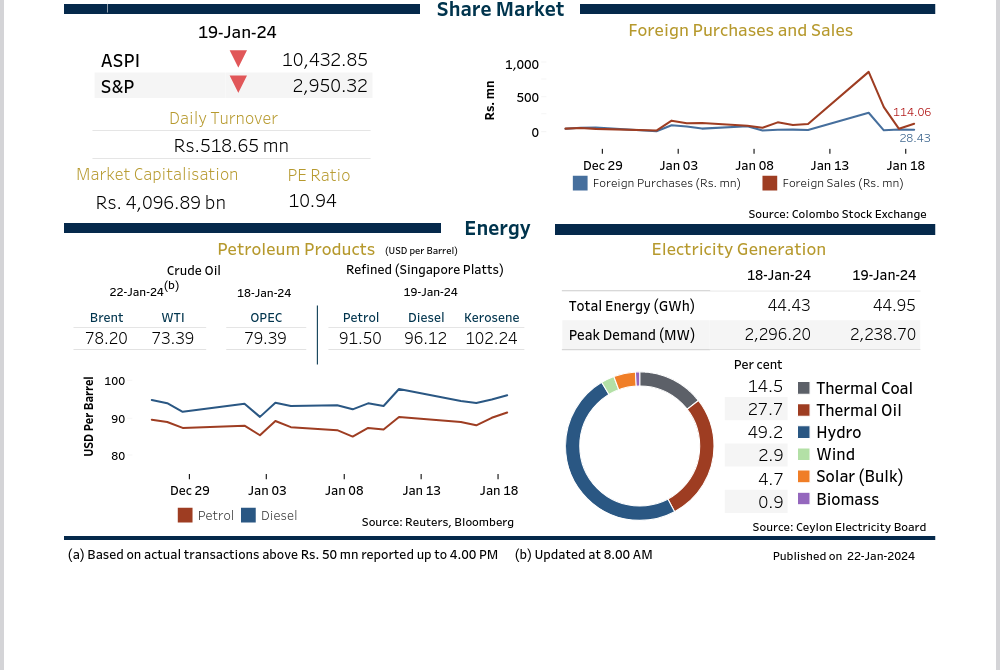 Share Market
19-Jan-24
ASPI 10,432.85
S&P 2,950.32
Daily Turnover
Rs.518.65 mn
Market Capitalisation PE Ratio
Rs. 4,096.89 bn 10.94
Foreign Purchases and Sales
Rs. mn
1,000
500
0
114.06
28.43
Dec 29 Jan 03 Jan 08 Jan 13 Jan 18
Foreign Purchases (Rs. mn) Foreign Sales (Rs. mn)
Source: Colombo Stock Exchange
Energy
Petroleum Products (USD per Barrel)
Crude Oil Refined (Singapore Platts)
22-Jan-24(b) 18-Jan-24 19-Jan-24
Brent WTI OPEC Petrol Diesel Kerosene
78.20 73.39 79.39 91.50 96.12 102.24
USD Per Barrel
100
90
80
Dec 29 Jan 03 Jan 08 Jan 13 Jan 18
Petrol Diesel
Source: Reuters, Bloomberg
Electricity Generation
18-Jan-24 19-Jan-24
Total Energy (GWh) 44.43 44.95
Peak Demand (MW) 2,296.20 2,238.70
Per cent
14.5 Thermal Coal
27.7 Thermal Oil
49.2 Hydro
2.9 Wind
4.7 Solar (Bulk)
0.9 Biomass
Source: Ceylon Electricity Board
(a) Based on actual transactions above Rs. 50 mn reported up to 4.00 PM (b) Updated at 8.00 AM
Published on 22-Jan-2024